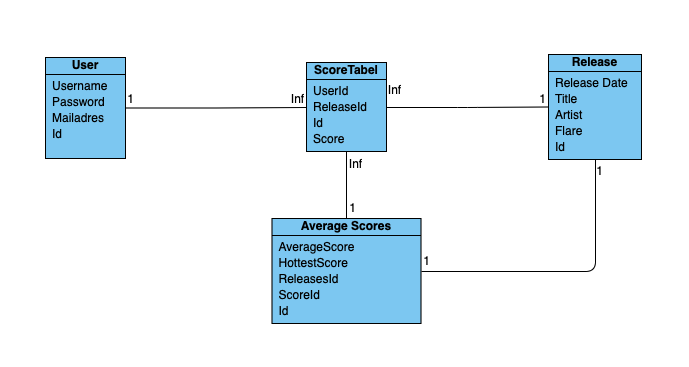 User
Username
Password
Mailadres
Id
1
Inf
ScoreTabel
UserId
ReleaseId
Id
Score
Inf
1
Release
Release Date
Title
Artist
Flare
Id
Inf
1
1
Average Scores
AverageScore
HottestScore
ReleasesId
ScoreId
Id
1